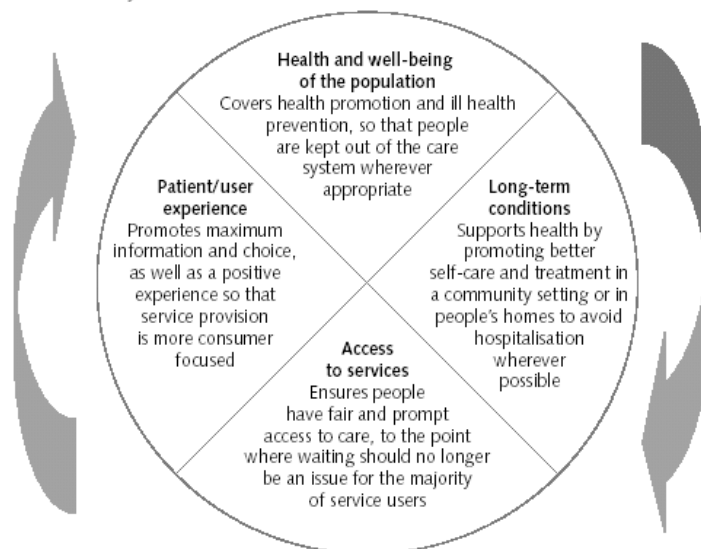 Health and well-being
of the population
Covers health promotion and ill health
prevention, so that people
are kept out of the care
system wherever
appropriate
Patient/user
experience
Promotes maximum
information and choice,
as well as a positive
experience so that
service provision
is more consumer
focused
Long-term
conditions
Supports health by
promoting better
self-care and treatment in
a community setting or in
people's homes to avoid
hospitalisation
wherever
possible
Access
to services
Ensures people
have fair and prompt
access to care, to the point
where waiting should no longer
be an issue for the majority
of service users